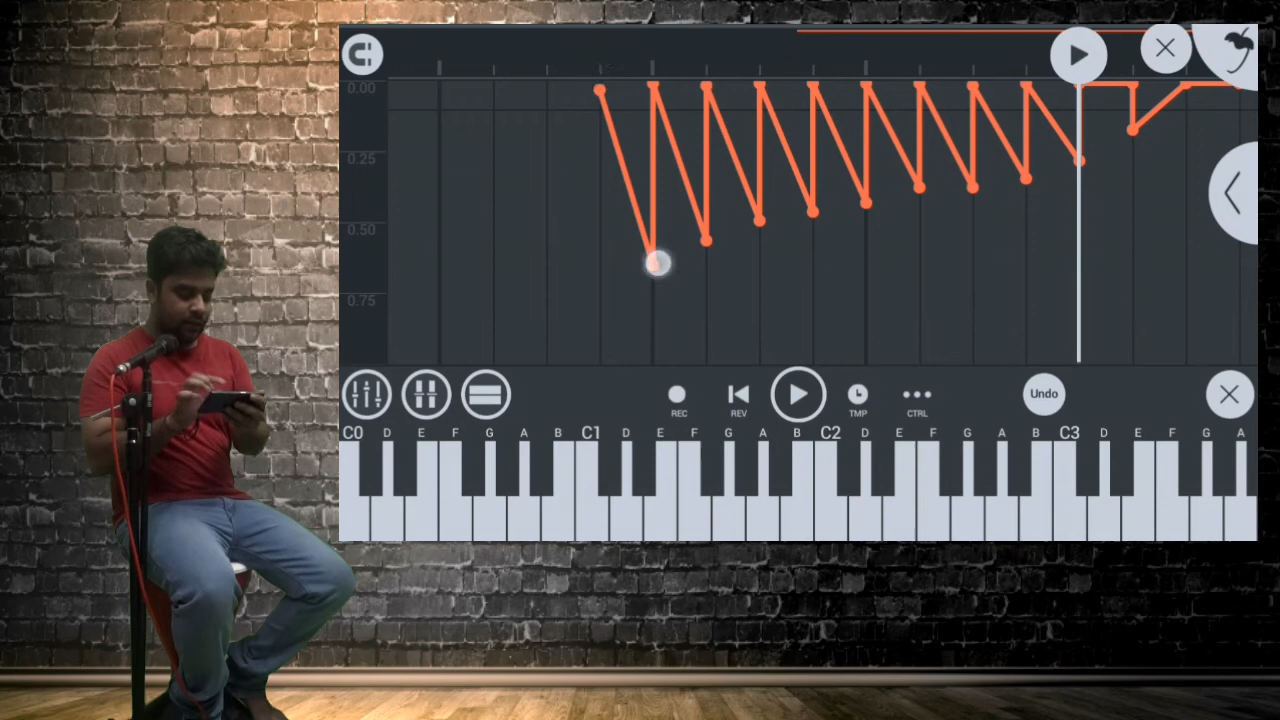 0.00
0.25
0.50
0.75
REC
REV
TMP
CTRL
Undo
C0 D E F G A B C1 D E F G A B C2 D E F G A B C3 D E F G A